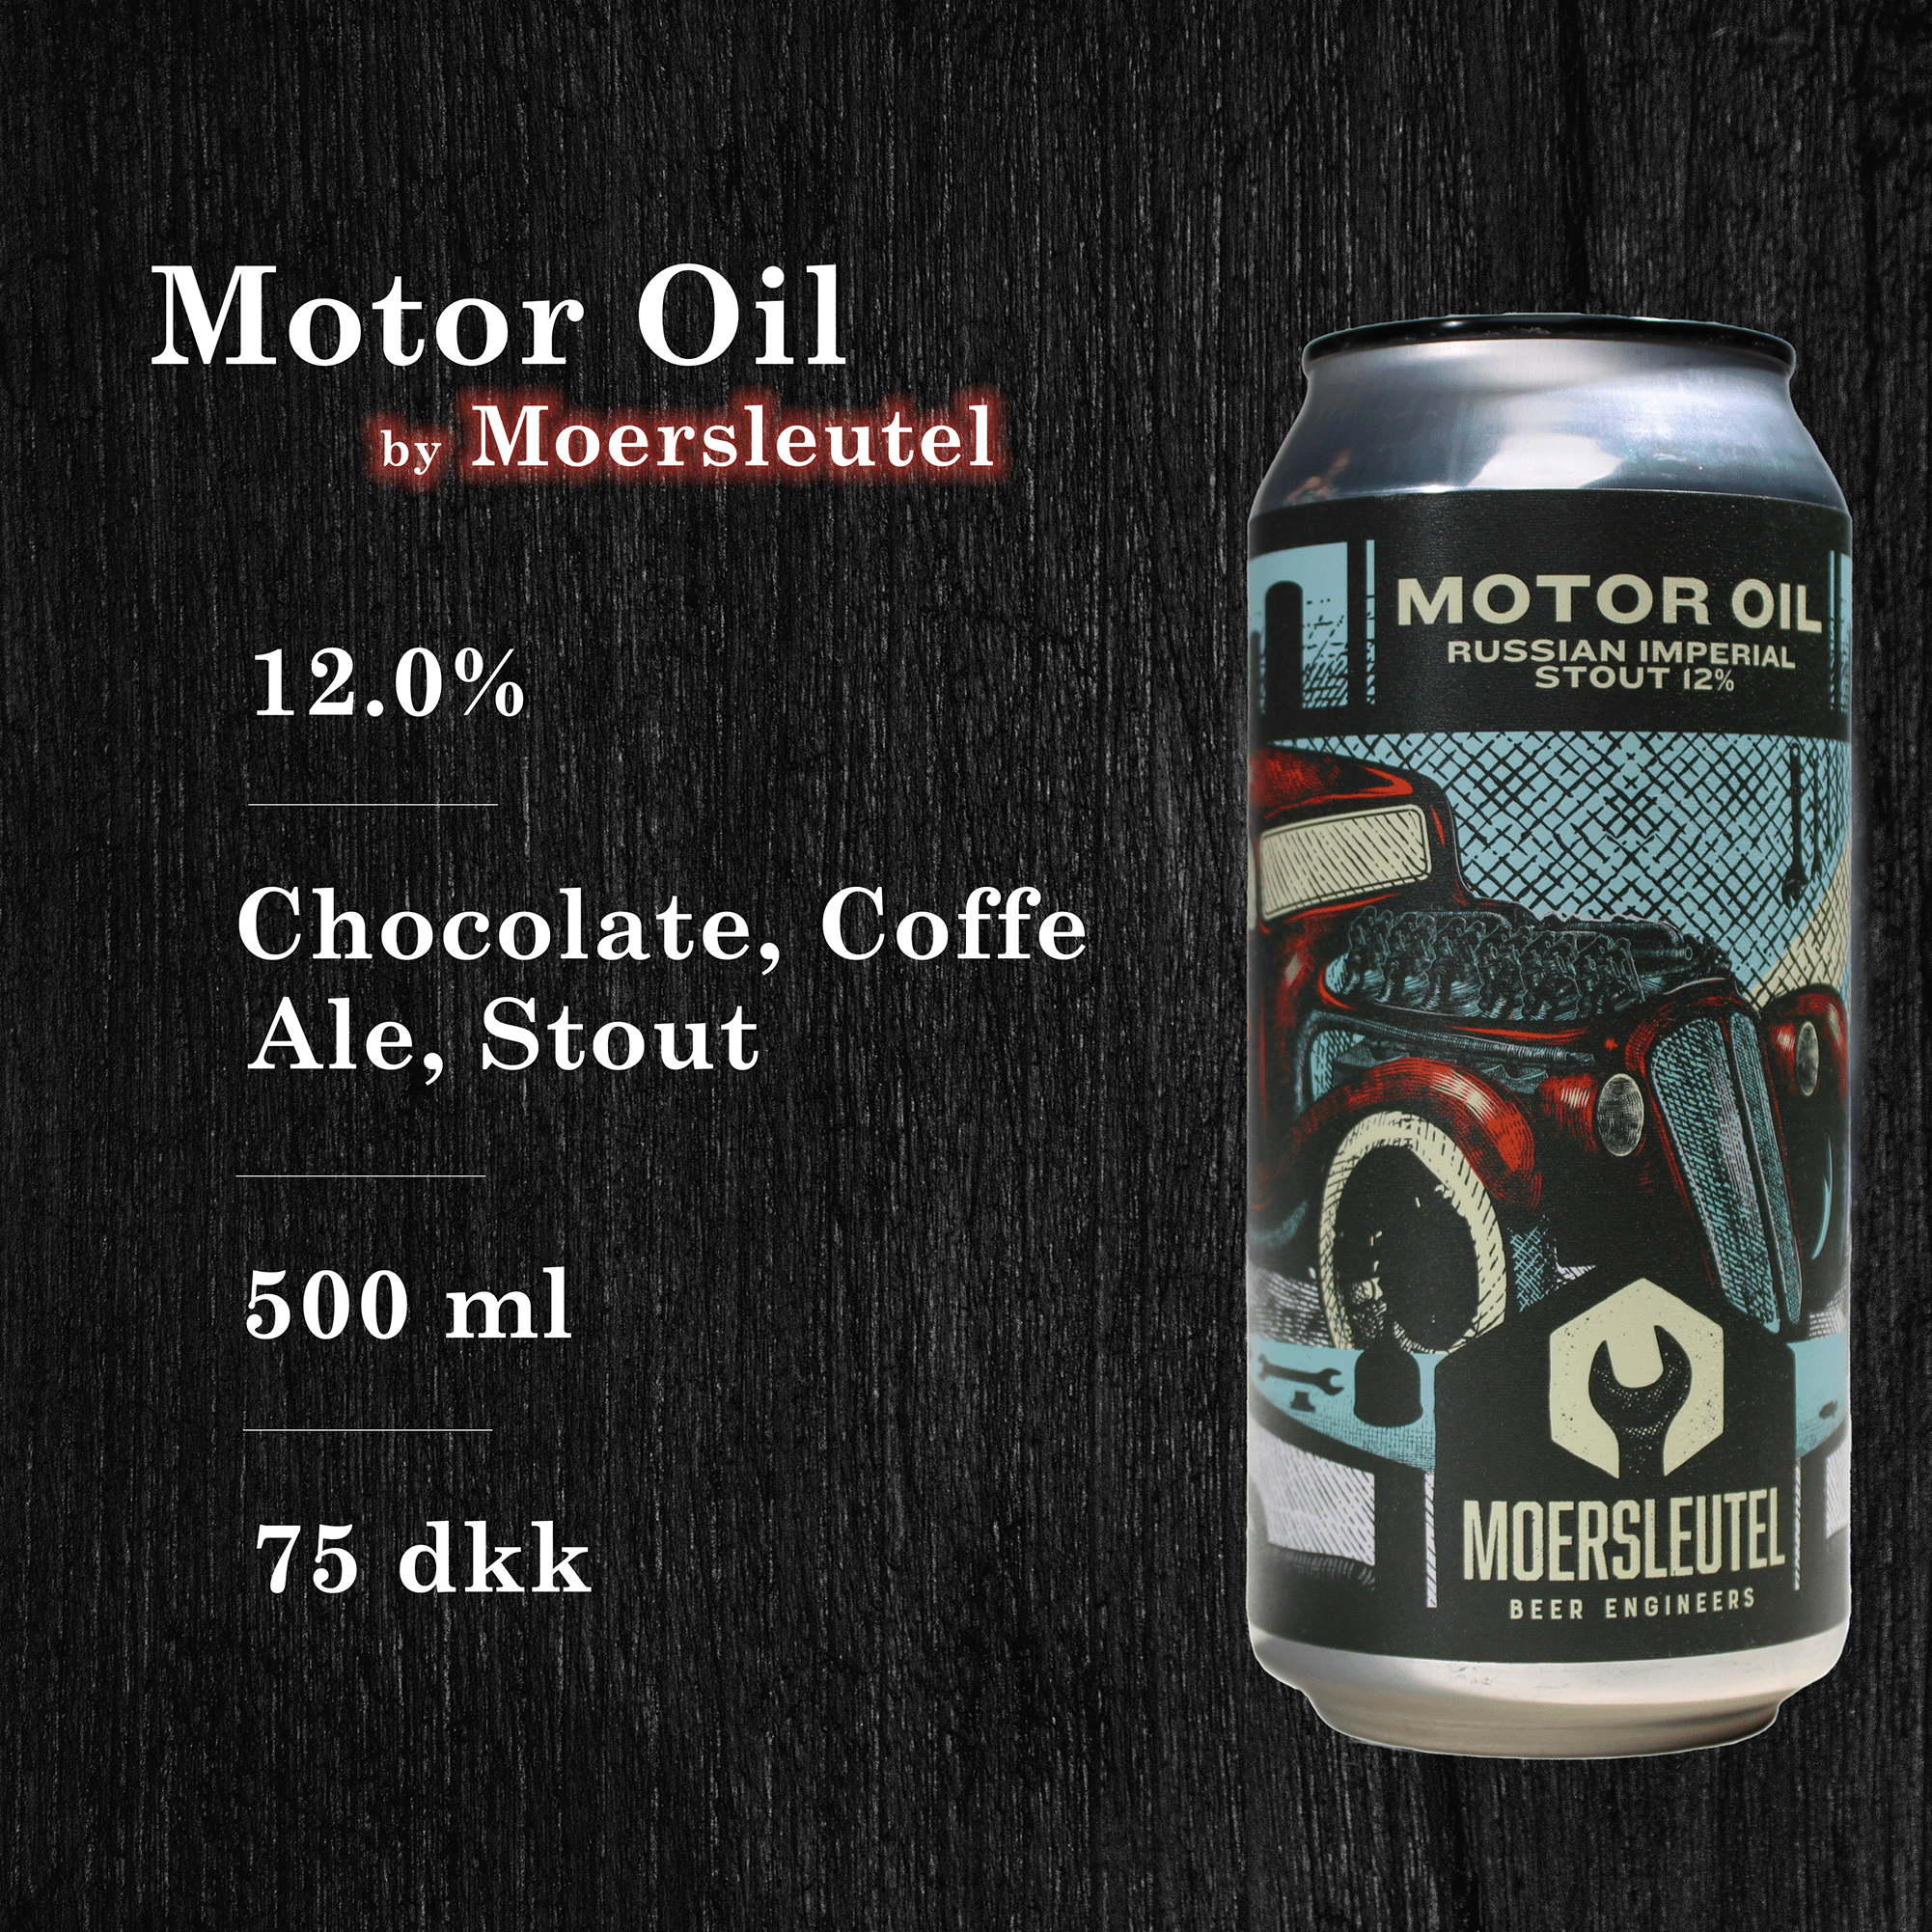 Motor Oil
by Moersleutel
12.0%
Chocolate, Coffe
Ale, Stout
500 ml
75 dkk
MOTOR OIL
RUSSIAN IMPERIAL
STOUT 12%
MOERSLEUTEL
BEER ENGINEERS